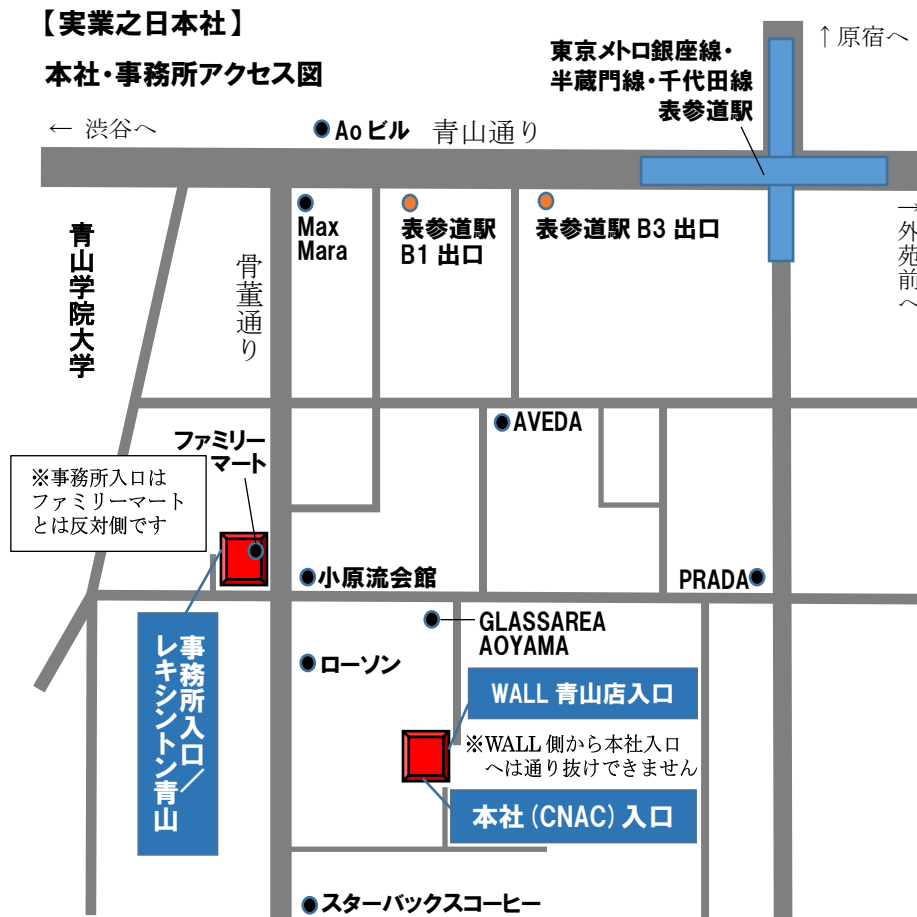 【実業之日本社】
本社・事務所アクセス図
↑原宿へ
東京メトロ銀座線・
半蔵門線・千代田線
表参道駅
← 渋谷へ
Aoビル
青山通り
→外苑前へ
Max
Mara
表参道駅
B1 出口
表参道駅 B3 出口
青山学院大学
骨董通り
AVEDA
ファミリー
マート
※事務所入口は
ファミリーマート
とは反対側です
小原流会館
PRADA
GLASSAREA
AOYAMA
事務所入口/
レキシントン青山
ローソン
WALL 青山店入口
※WALL 側から本社入口
へは通り抜けできません
本社(CNAC)入口
スターバックスコーヒー